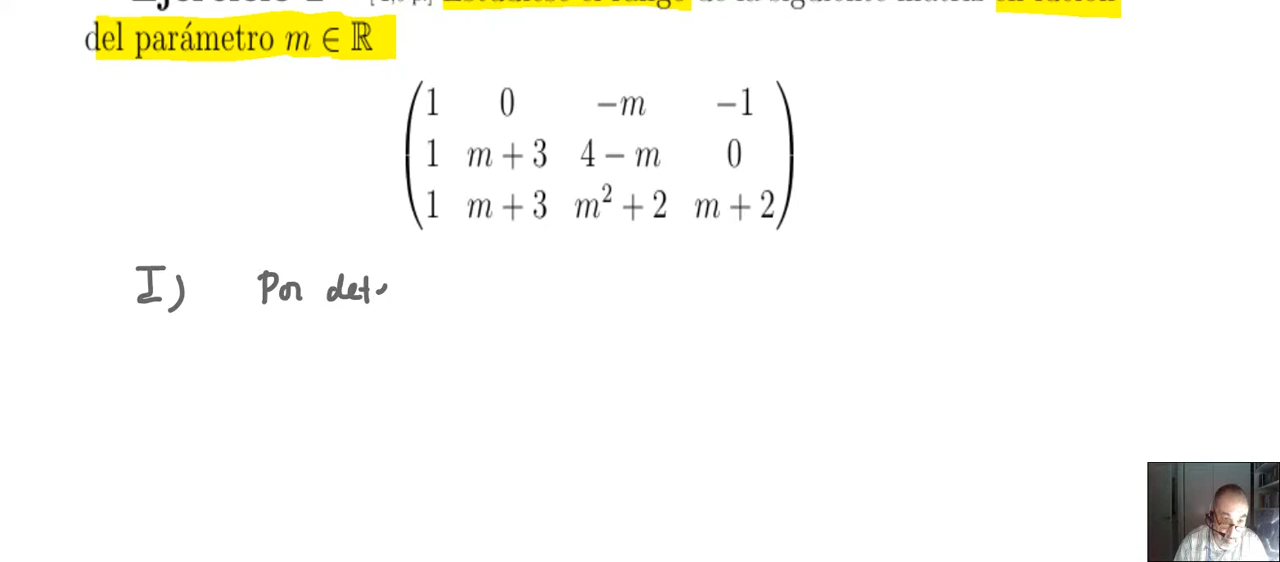 del parámetro m ∈ ℝ
1 0 −m −1
1 m + 3 4 − m 0
1 m + 3 m² + 2 m + 2
I) Por det.